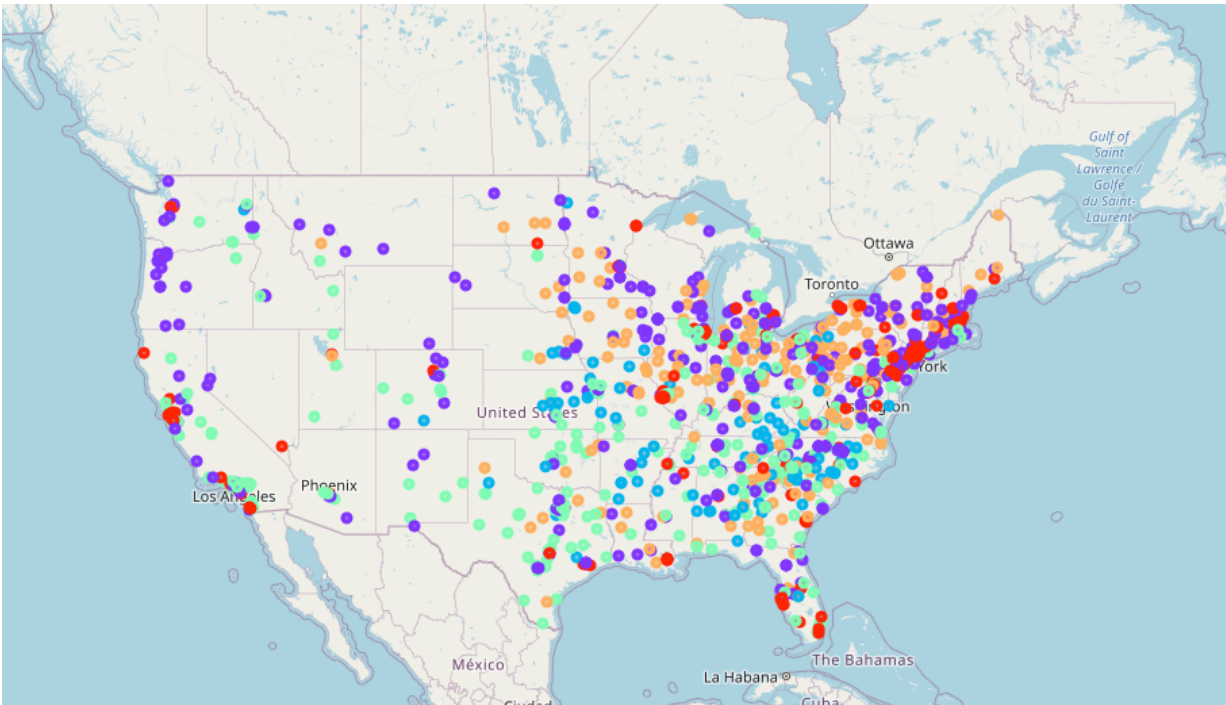 Gulf of
Saint
Lawrence /
Golfe
du Saint-
Laurent
Ottawa
Toronto
York
United States
Los Angeles
Phoenix
México
The Bahamas
La Habana
Cuba